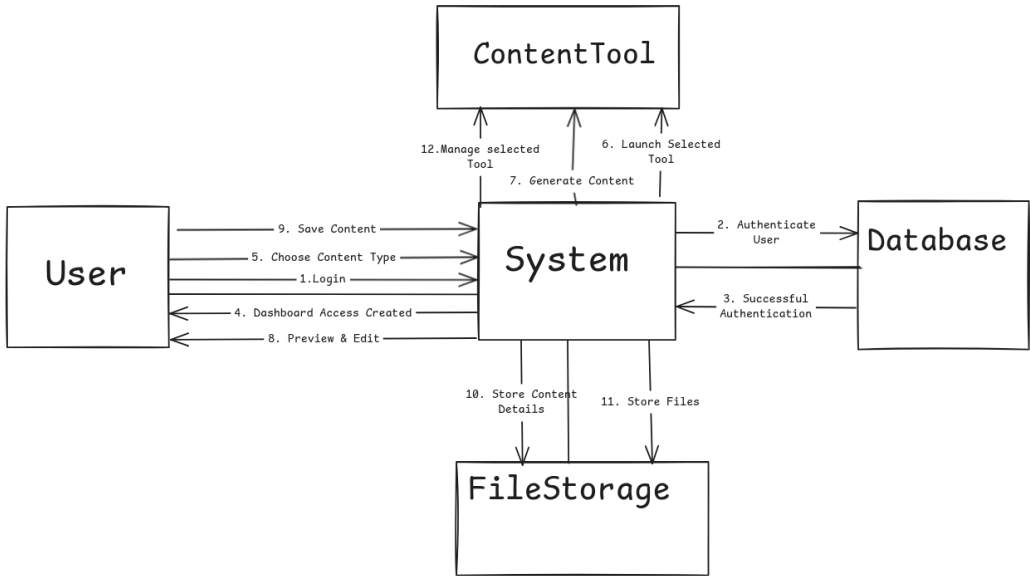 ContentTool
12.Manage selected
Tool
6. Launch Selected
Tool
7. Generate Content
User
9. Save Content
5. Choose Content Type
1.Login
4. Dashboard Access Created
8. Preview & Edit
System
2. Authenticate
User
3. Successful
Authentication
Database
10. Store Content
Details
11. Store Files
FileStorage